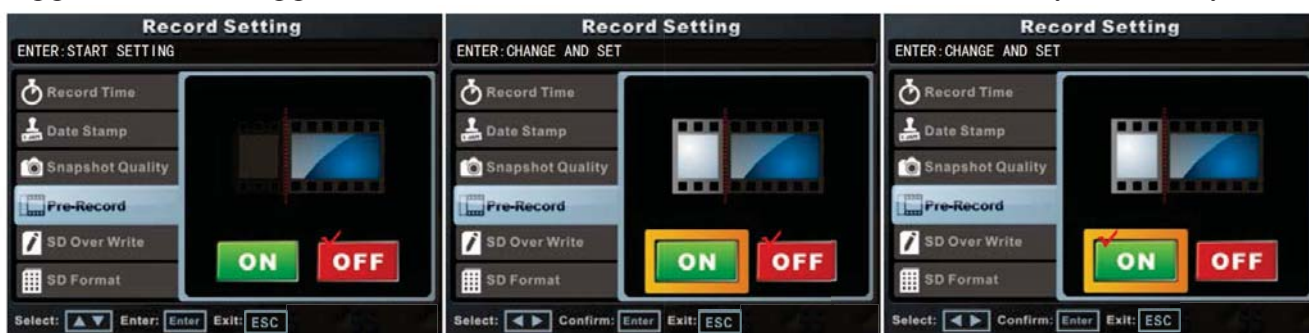 Record Setting
ENTER:START SETTING
Record Time
Date Stamp
Snapshot Quality
Pre-Record
SD Over Write
SD Format
ON OFF
Select: Enter: Enter Exit: ESC
Record Setting
ENTER:CHANGE AND SET
Record Time
Date Stamp
Snapshot Quality
Pre-Record
SD Over Write
SD Format
ON OFF
Select: Confirm: Enter Exit: ESC
Record Setting
ENTER:CHANGE AND SET
Record Time
Date Stamp
Snapshot Quality
Pre-Record
SD Over Write
SD Format
ON OFF
Select: Confirm: Enter Exit: ESC